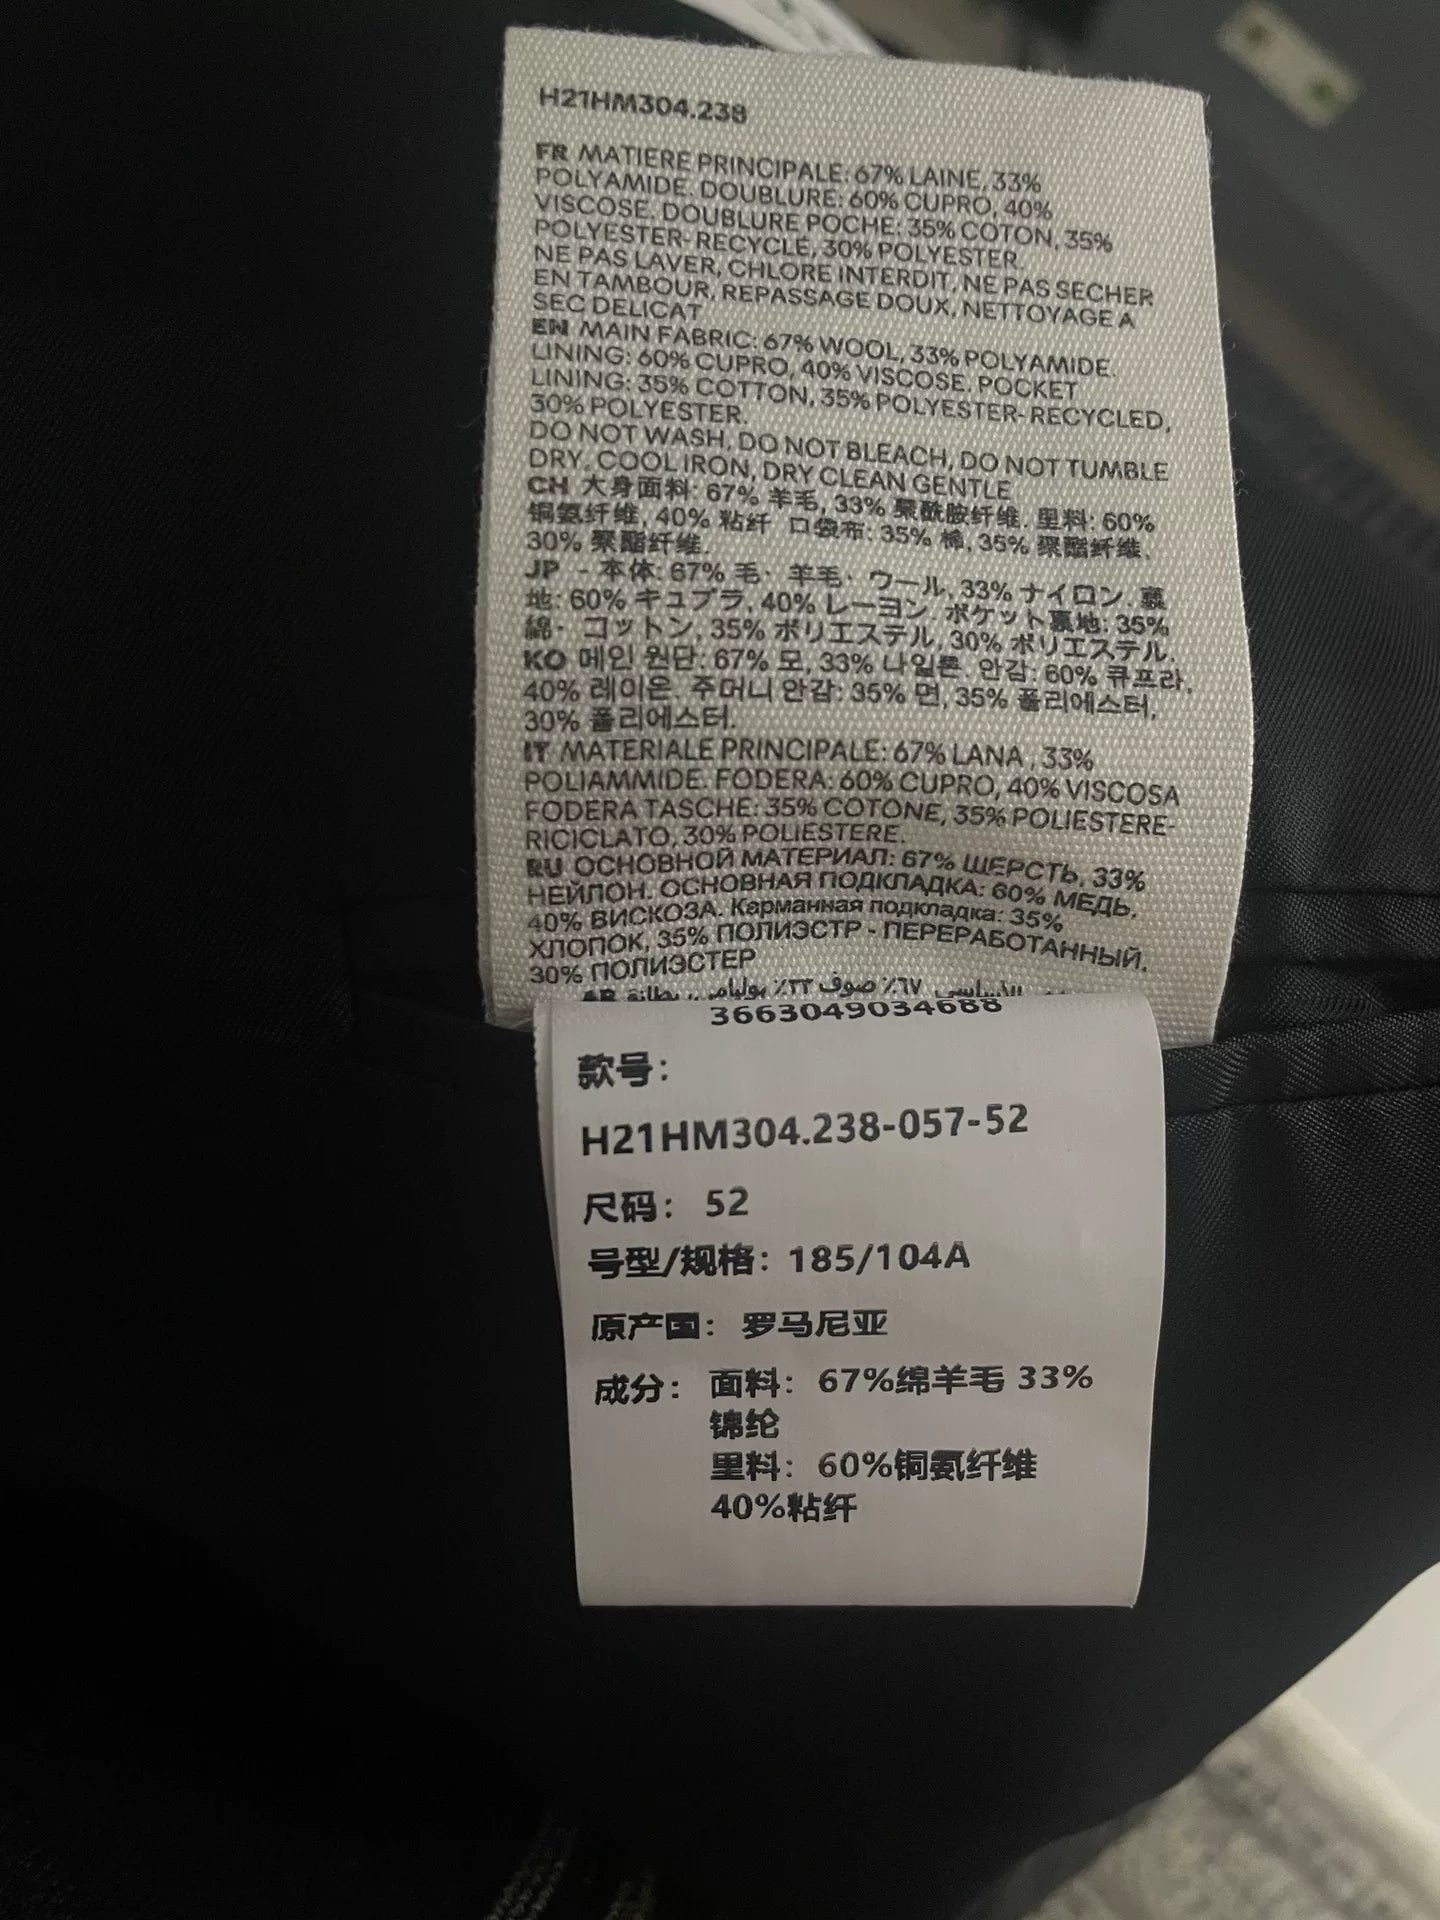 H21HM304.238
FR MATIERE PRINCIPALE: 67% LAINE, 33%
POLYAMIDE. DOUBLURE: 60% CUPRO, 40%
VISCOSE. DOUBLURE POCHE: 35% COTON, 35%
POLYESTER-RECYCLÉ, 30% POLYESTER.
NE PAS LAVER, CHLORE INTERDIT, NE PAS SECHER
EN TAMBOUR, REPASSAGE DOUX, NETTOYAGE A
SEC DELICAT
EN MAIN FABRIC: 67% WOOL, 33% POLYAMIDE.
LINING: 60% CUPRO, 40% VISCOSE. POCKET
LINING: 35% COTTON, 35% POLYESTER-RECYCLED,
30% POLYESTER.
DO NOT WASH, DO NOT BLEACH, DO NOT TUMBLE
DRY, COOL IRON, DRY CLEAN GENTLE
CH 大身面料: 67% 羊毛, 33% 聚酰胺纤维. 里料: 60%
铜氨纤维, 40% 粘纤 口袋布: 35% 棉, 35% 聚酯纤维,
30% 聚酯纤维.
JP - 本体: 67% 毛・羊毛・ウール, 33% ナイロン. 裏
地: 60% キュプラ, 40% レーヨン. ポケット裏地: 35%
綿・コットン, 35% ポリエステル, 30% ポリエステル.
KO 메인 원단: 67% 모, 33% 나일론. 안감: 60% 큐프라,
40% 레이온. 주머니 안감: 35% 면, 35% 폴리에스터,
30% 폴리에스터.
IT MATERIALE PRINCIPALE: 67% LANA , 33%
POLIAMMIDE. FODERA: 60% CUPRO, 40% VISCOSA
FODERA TASCHE: 35% COTONE, 35% POLIESTERE-
RICICLATO, 30% POLIESTERE.
RU ОСНОВНОЙ МАТЕРИАЛ: 67% ШЕРСТЬ, 33%
НЕЙЛОН. ОСНОВНАЯ ПОДКЛАДКА: 60% МЕДЬ,
40% ВИСКОЗА. Карманная подкладка: 35%
ХЛОПОК, 35% ПОЛИЭСТР - ПЕРЕРАБОТАННЫЙ,
30% ПОЛИЭСТЕР
3663049034688
款号:
H21HM304.238-057-52
尺码: 52
号型/规格: 185/104A
原产国: 罗马尼亚
成分: 面料: 67%绵羊毛 33%
锦纶
里料: 60%铜氨纤维
40%粘纤